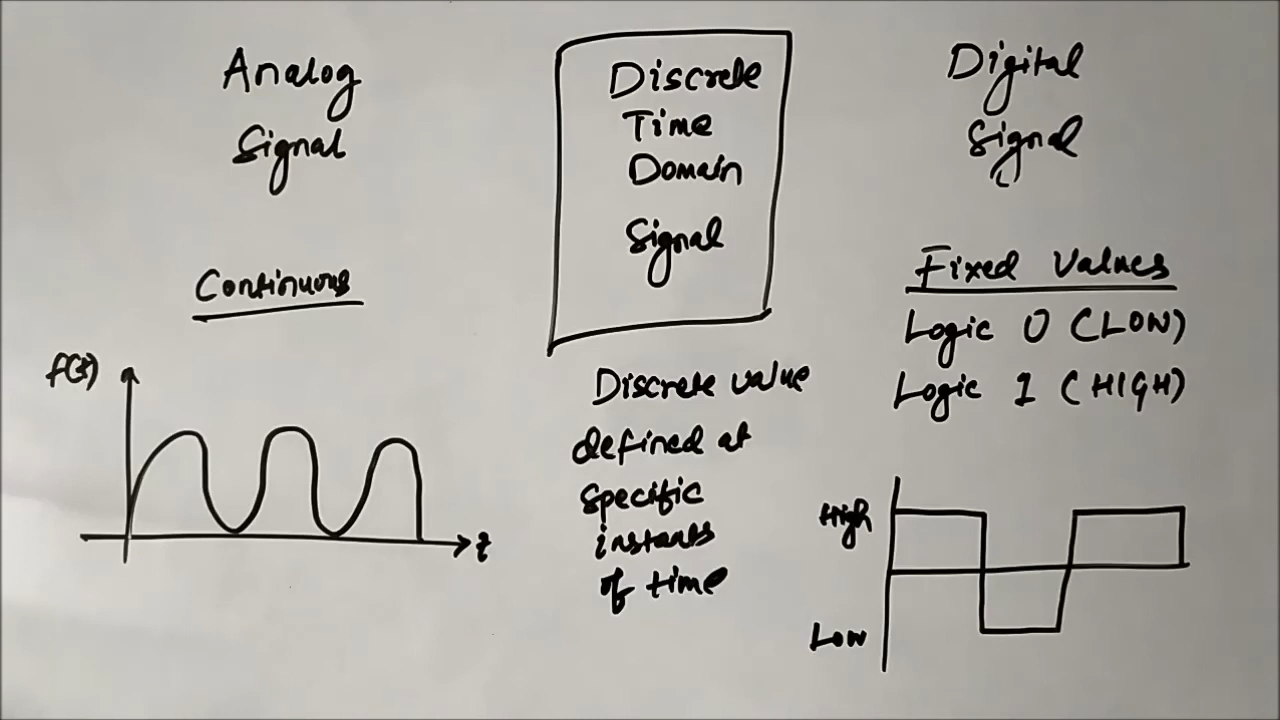 Analog
Signal
Continuous
f(t)
t
Discrete
Time
Domain
Signal
Discrete value
defined at
specific
instants
of time
Digital
Signal
Fixed Values
Logic 0 (LOW)
Logic 1 (HIGH)
High
Low